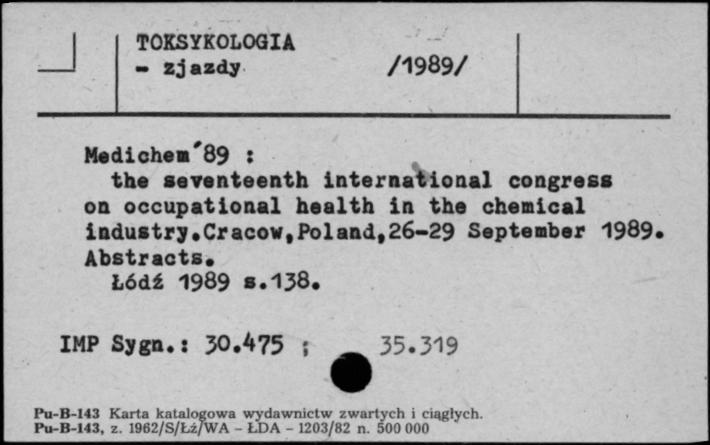 TOKSYKOLOGIA
- zjazdy /1989/
Medichem´89 :
the seventeenth international congress
on occupational health in the chemical
industry.Cracow,Poland,26-29 September 1989.
Abstracts.
Łódź 1989 s.138.
IMP Sygn.: 30.475 ; 35.319
Pu-B-143 Karta katalogowa wydawnictw zwartych i ciągłych.
Pu-B-143, z. 1962/S/Łż/WA - ŁDA - 1203/82 n. 500 000